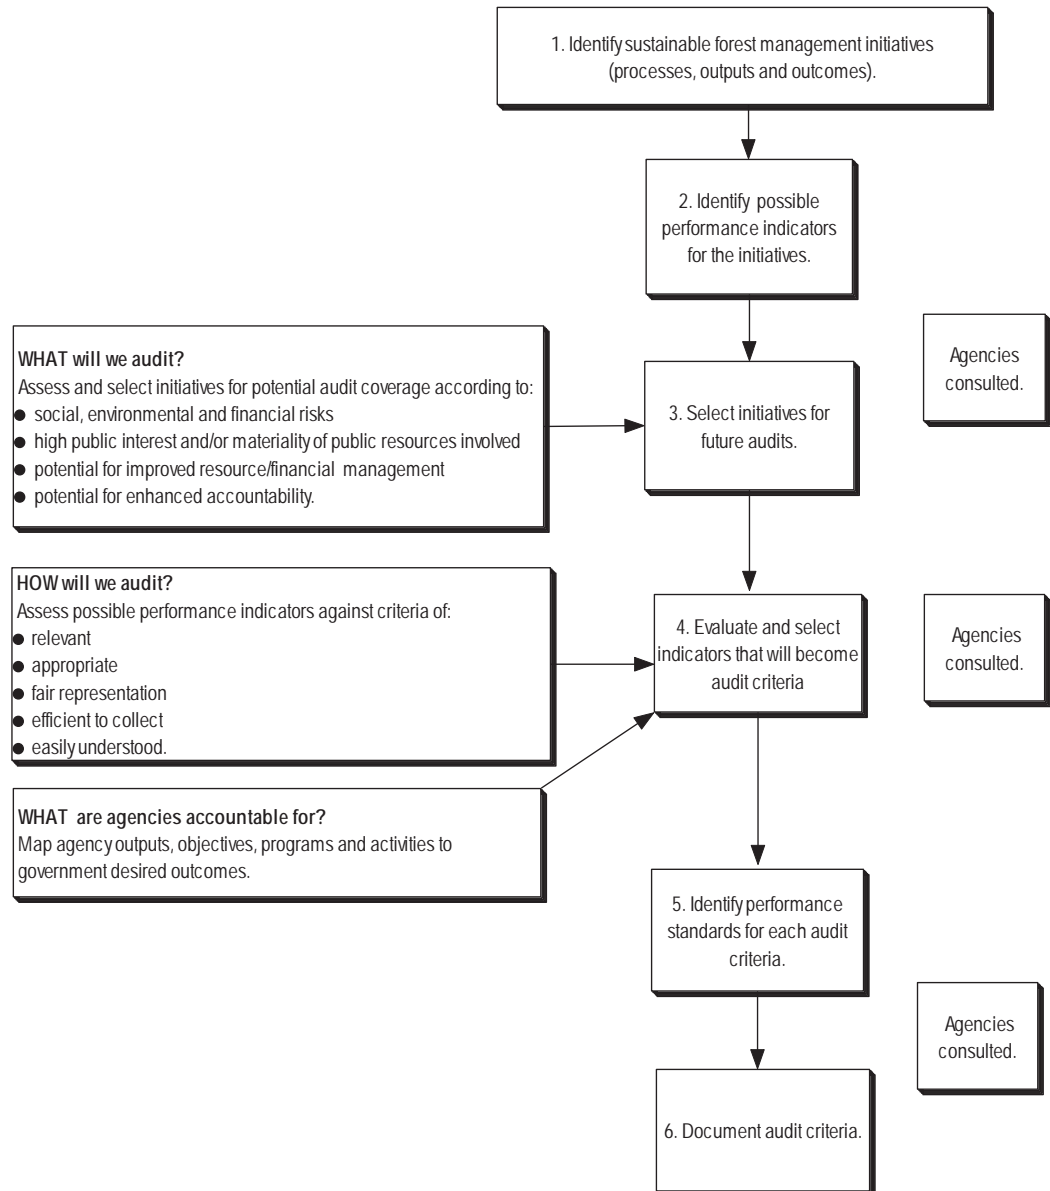 1. Identify sustainable forest management initiatives
(processes, outputs and outcomes).
2. Identify possible
performance indicators
for the initiatives.
WHAT will we audit?
Assess and select initiatives for potential audit coverage according to:
● social, environmental and financial risks
● high public interest and/or materiality of public resources involved
● potential for improved resource/financial management
● potential for enhanced accountability.
3. Select initiatives for
future audits.
Agencies
consulted.
HOW will we audit?
Assess possible performance indicators against criteria of:
● relevant
● appropriate
● fair representation
● efficient to collect
● easily understood.
4. Evaluate and select
indicators that will become
audit criteria
Agencies
consulted.
WHAT are agencies accountable for?
Map agency outputs, objectives, programs and activities to
government desired outcomes.
5. Identify performance
standards for each audit
criteria.
Agencies
consulted.
6. Document audit criteria.